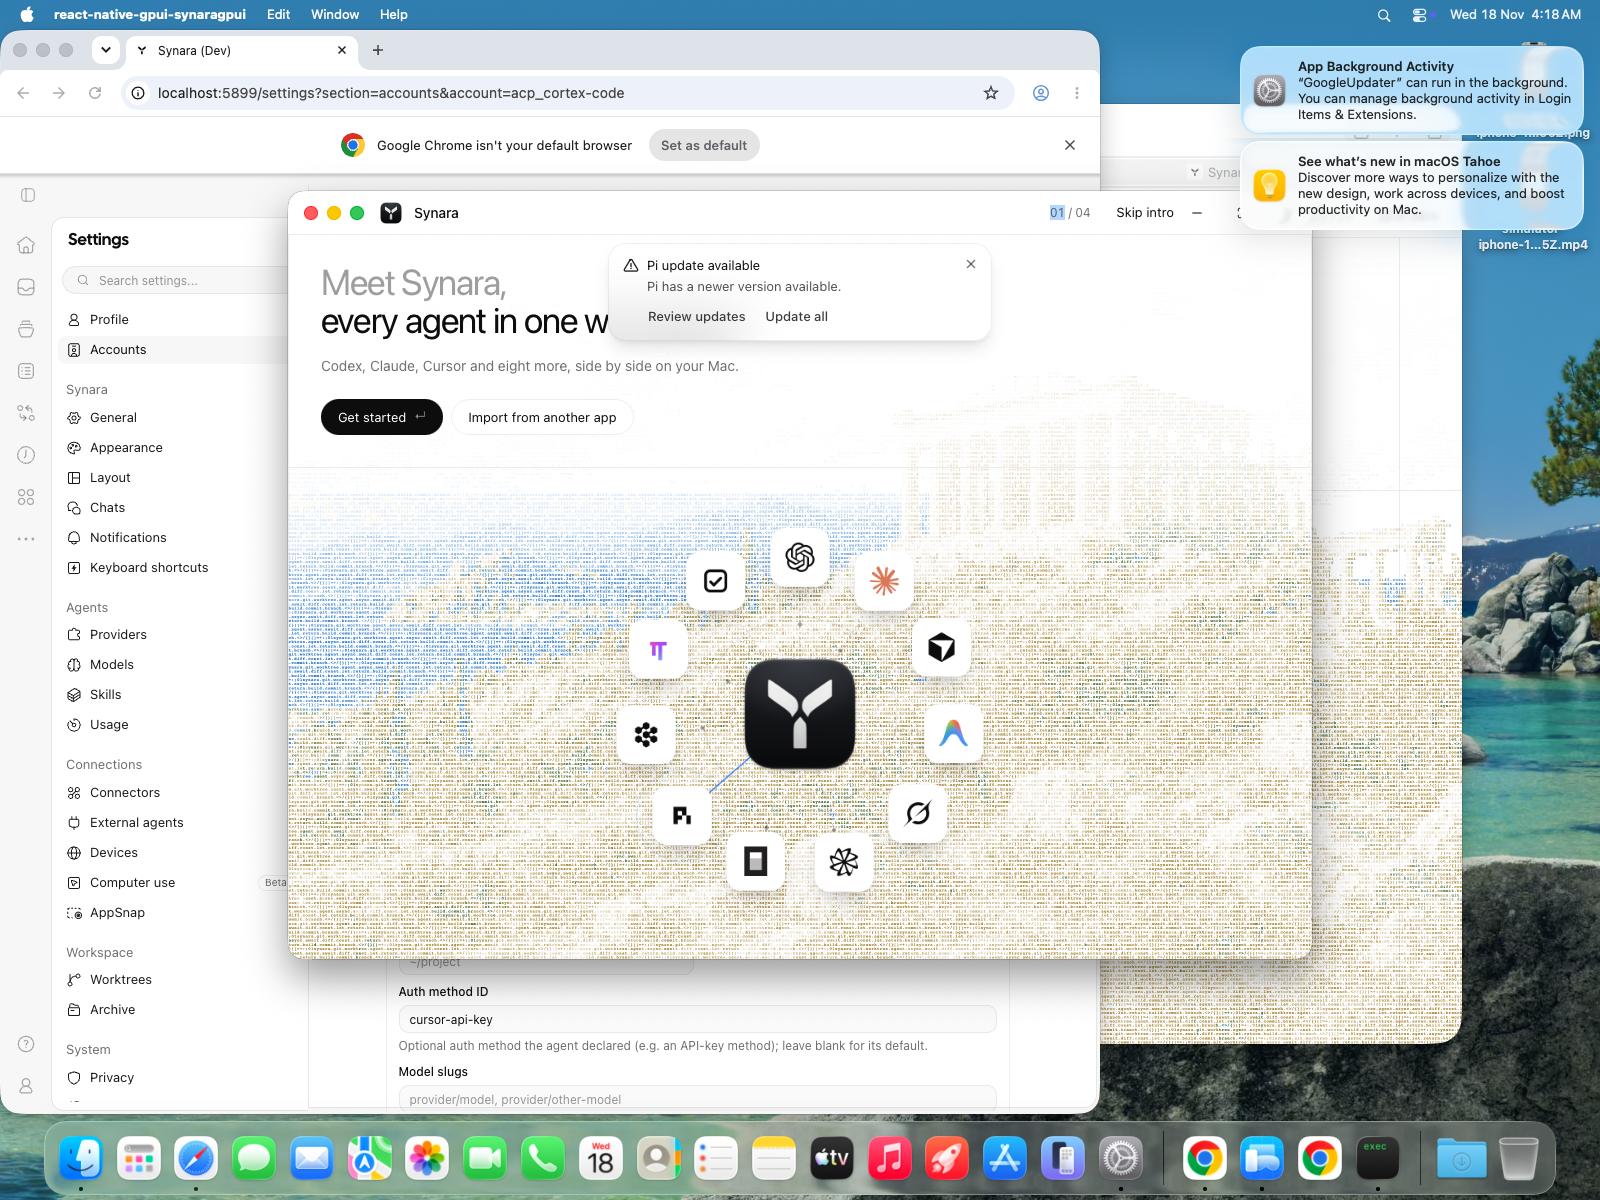 react-native-gpui-synaragpui Edit Window Help
Wed 18 Nov 4:18 AM
Synara (Dev)
localhost:5899/settings?section=accounts&account=acp_cortex-code
Google Chrome isn't your default browser Set as default
App Background Activity
"GoogleUpdater" can run in the background.
You can manage background activity in Login
Items & Extensions.
See what's new in macOS Tahoe
Discover more ways to personalize with the
new design, work across devices, and boost
productivity on Mac.
iphone-1...5Z.mp4
Settings
Search settings...
Profile
Accounts
Synara
General
Appearance
Layout
Chats
Notifications
Keyboard shortcuts
Agents
Providers
Models
Skills
Usage
Connections
Connectors
External agents
Devices
Computer use Beta
AppSnap
Workspace
Worktrees
Archive
System
Privacy
Synara
01 / 04 Skip intro
Meet Synara,
every agent in one w
Codex, Claude, Cursor and eight more, side by side on your Mac.
Get started Import from another app
Pi update available
Pi has a newer version available.
Review updates Update all
~/project
Auth method ID
cursor-api-key
Optional auth method the agent declared (e.g. an API-key method); leave blank for its default.
Model slugs
provider/model, provider/other-model
Wed
18
tv
exec